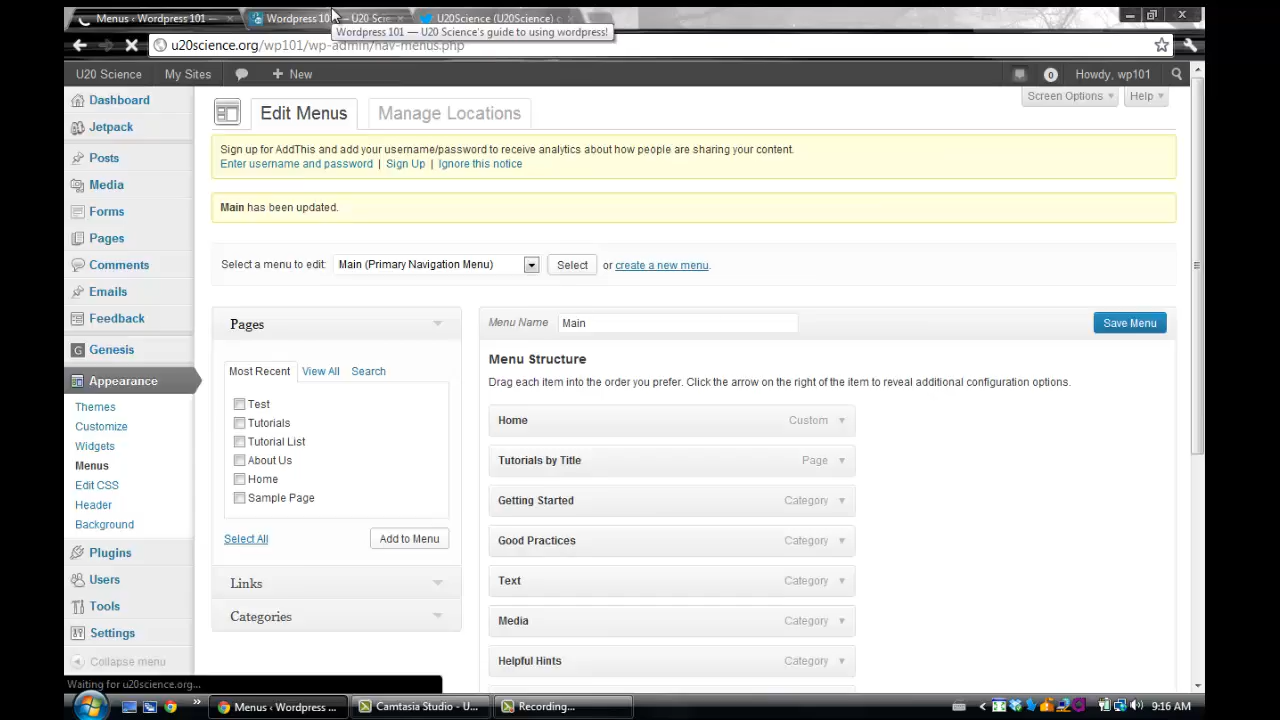 Menus ‹ Wordpress 101 —
Wordpress 10 — U20 Scie
U20Science (U20Science) c
Wordpress 101 — U20 Science's guide to using wordpress!
u20science.org/wp101/wp-admin/nav-menus.php
U20 Science
My Sites
New
0
Howdy, wp101
Dashboard
Jetpack
Posts
Media
Forms
Pages
Comments
Emails
Feedback
Genesis
Appearance
Themes
Customize
Widgets
Menus
Edit CSS
Header
Background
Plugins
Users
Tools
Settings
Collapse menu
Screen Options
Help
Edit Menus
Manage Locations
Sign up for AddThis and add your username/password to receive analytics about how people are sharing your content.
Enter username and password | Sign Up | Ignore this notice
Main has been updated.
Select a menu to edit: Main (Primary Navigation Menu) Select or create a new menu.
Pages
Most Recent View All Search
Test
Tutorials
Tutorial List
About Us
Home
Sample Page
Select All Add to Menu
Links
Categories
Menu Name Main Save Menu
Menu Structure
Drag each item into the order you prefer. Click the arrow on the right of the item to reveal additional configuration options.
Home Custom
Tutorials by Title Page
Getting Started Category
Good Practices Category
Text Category
Media Category
Helpful Hints Category
Waiting for u20science.org...
Menus ‹ Wordpress ...
Camtasia Studio - U...
Recording...
9:16 AM